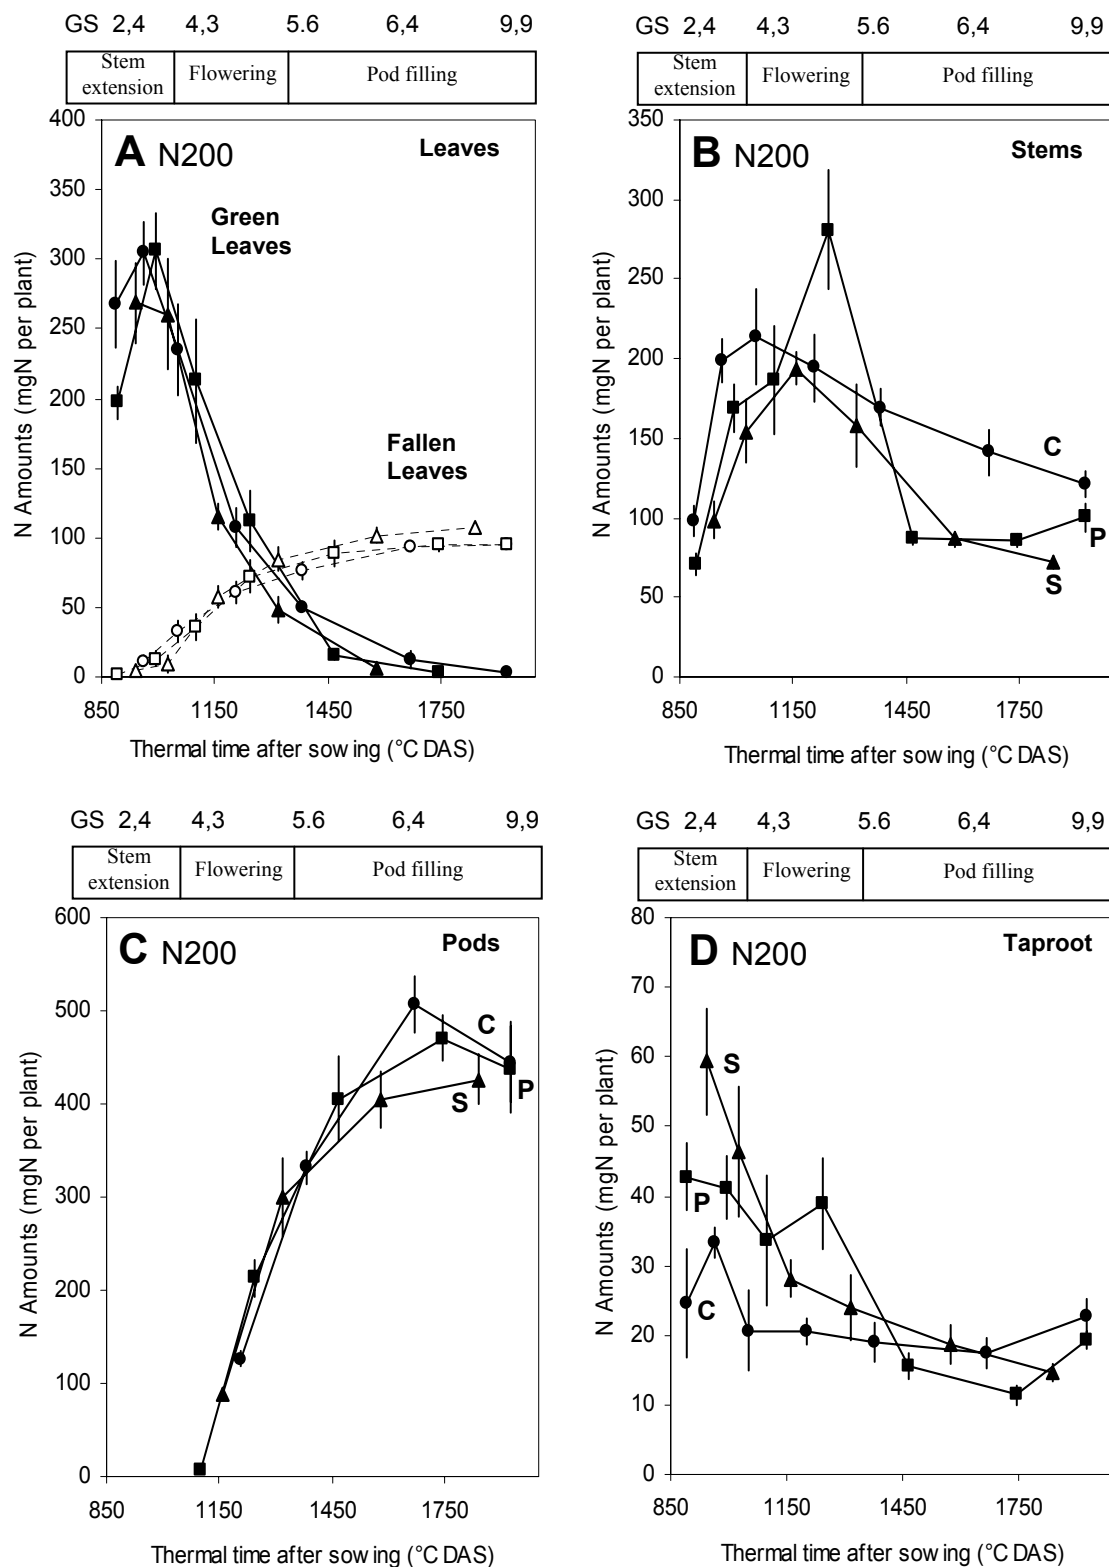 GS 2,4 4,3 5.6 6,4 9,9
Stem extension Flowering Pod filling
A N200 Leaves
Green
Leaves
Fallen
Leaves
N Amounts (mgN per plant)
400
350
300
250
200
150
100
50
0
850 1150 1450 1750
Thermal time after sowing (°C DAS)
GS 2,4 4,3 5.6 6,4 9,9
Stem extension Flowering Pod filling
B N200 Stems
N Amounts (mgN per plant)
350
300
250
200
150
100
50
0
C
P
S
850 1150 1450 1750
Thermal time after sowing (°C DAS)
GS 2,4 4,3 5.6 6,4 9,9
Stem extension Flowering Pod filling
C N200 Pods
N Amounts (mgN per plant)
600
500
400
300
200
100
0
C
P
S
850 1150 1450 1750
Thermal time after sowing (°C DAS)
GS 2,4 4,3 5.6 6,4 9,9
Stem extension Flowering Pod filling
D N200 Taproot
N Amounts (mgN per plant)
80
70
60
50
40
30
20
10
0
S
P
C
850 1150 1450 1750
Thermal time after sowing (°C DAS)